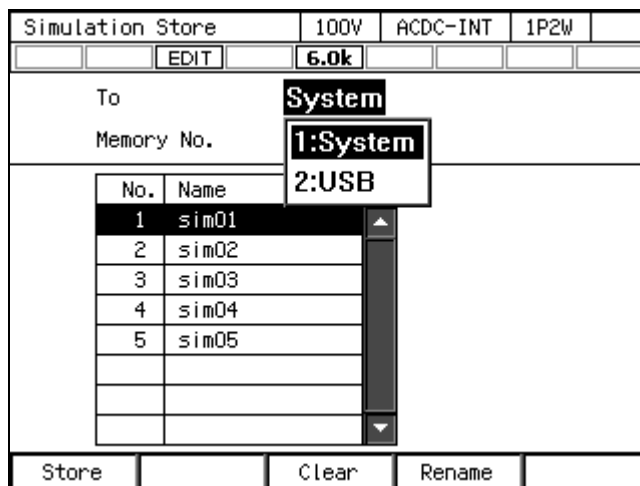 Simulation Store 100V ACDC-INT 1P2W
EDIT 6.0k
To System
Memory No. 1:System
2:USB
No. Name
1 sim01
2 sim02
3 sim03
4 sim04
5 sim05
Store Clear Rename